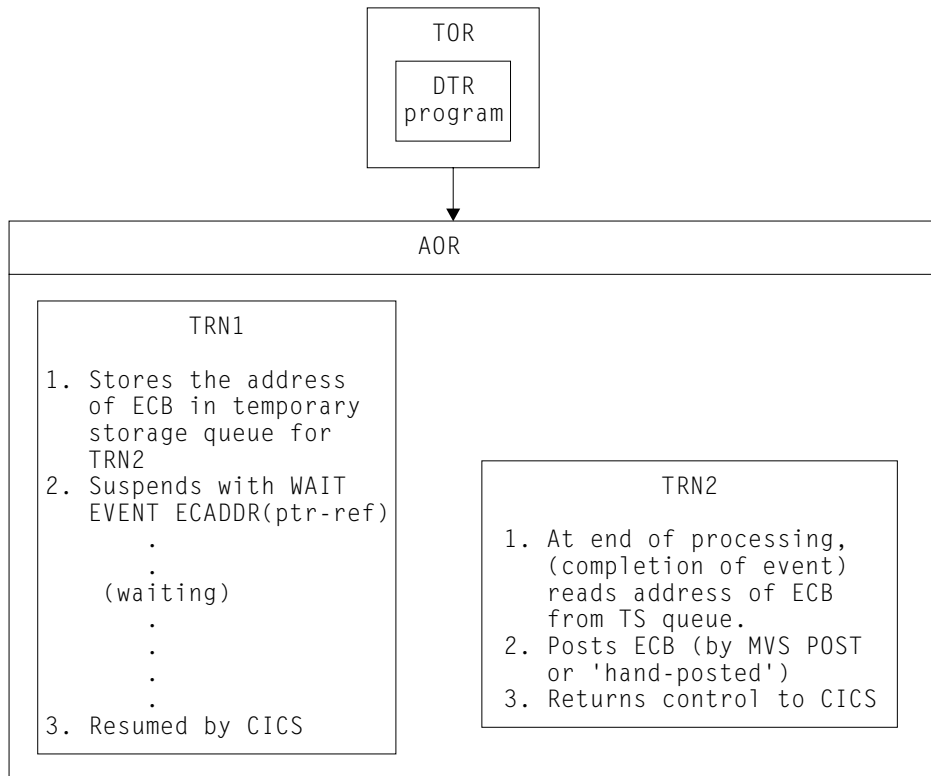 TOR
DTR
program
AOR
TRN1
1. Stores the address
of ECB in temporary
storage queue for
TRN2
2. Suspends with WAIT
EVENT ECADDR(ptr-ref)
.
.
(waiting)
.
.
.
.
3. Resumed by CICS
TRN2
1. At end of processing,
(completion of event)
reads address of ECB
from TS queue.
2. Posts ECB (by MVS POST
or 'hand-posted')
3. Returns control to CICS